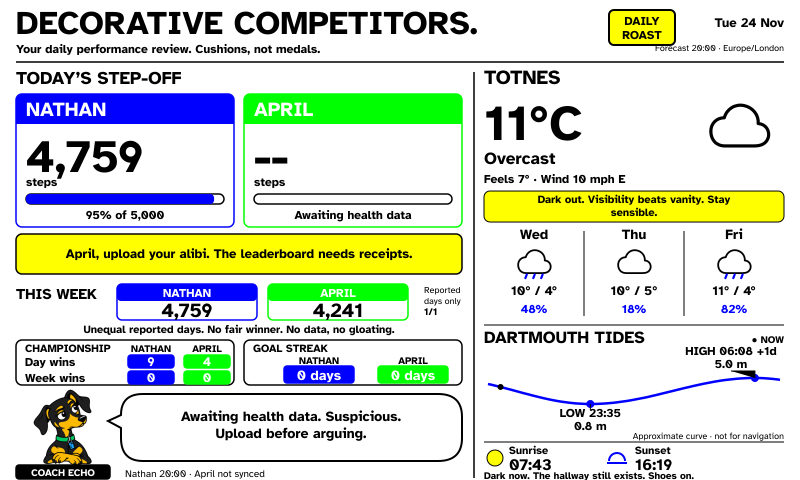 DECORATIVE COMPETITORS.
Your daily performance review. Cushions, not medals.
DAILY
ROAST
Tue 24 Nov
Forecast 20:00 · Europe/London
TODAY’S STEP-OFF
NATHAN
4,759
steps
95% of 5,000
APRIL
--
steps
Awaiting health data
April, upload your alibi. The leaderboard needs receipts.
THIS WEEK
NATHAN
4,759
APRIL
4,241
Reported
days only
1/1
Unequal reported days. No fair winner. No data, no gloating.
CHAMPIONSHIP NATHAN APRIL
Day wins 9 4
Week wins 0 0
GOAL STREAK
NATHAN APRIL
0 days 0 days
Awaiting health data. Suspicious.
Upload before arguing.
COACH ECHO
Nathan 20:00 · April not synced
TOTNES
11°C
Overcast
Feels 7° · Wind 10 mph E
Dark out. Visibility beats vanity. Stay
sensible.
Wed Thu Fri
10° / 4° 10° / 5° 11° / 4°
48% 18% 82%
DARTMOUTH TIDES
• NOW
HIGH 06:08 +1d
5.0 m
LOW 23:35
0.8 m
Approximate curve · not for navigation
Sunrise
07:43
Sunset
16:19
Dark now. The hallway still exists. Shoes on.